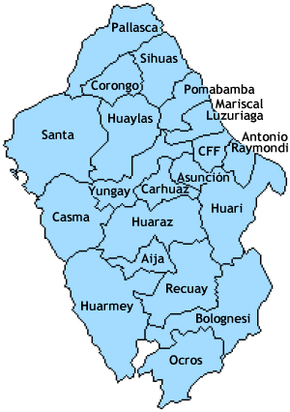 Pallasca
Sihuas
Corongo
Pomabamba
Mariscal
Luzuriaga
Huaylas
Santa
Antonio
Raymondi
CFF
Asunción
Yungay
Carhuaz
Huari
Casma
Huaraz
Aija
Recuay
Huarmey
Bolognesi
Ocros